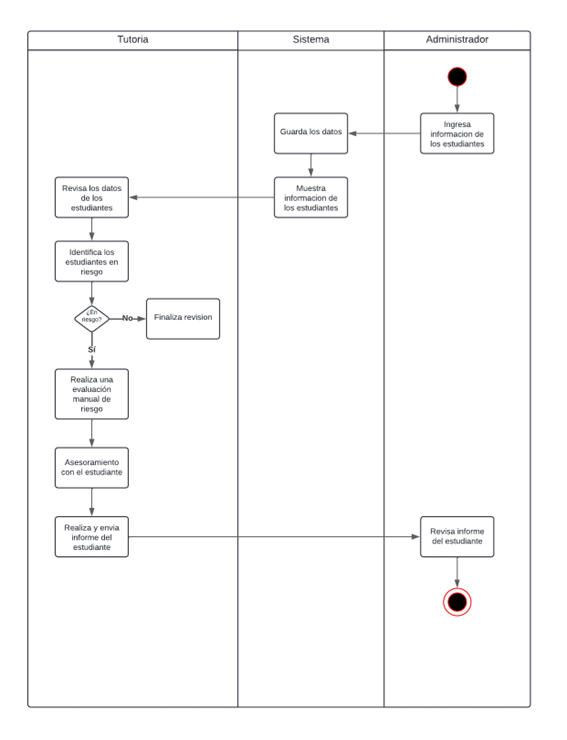 Tutoria
Sistema
Administrador
Ingresa
informacion de
los estudiantes
Guarda los datos
Muestra
informacion de
los estudiantes
Revisa los datos
de los
estudiantes
Identifica los
estudiantes en
riesgo
¿En
riesgo?
No
Finaliza revision
Sí
Realiza una
evaluación
manual de
riesgo
Asesoramiento
con el estudiante
Realiza y envia
informe del
estudiante
Revisa informe
del estudiante